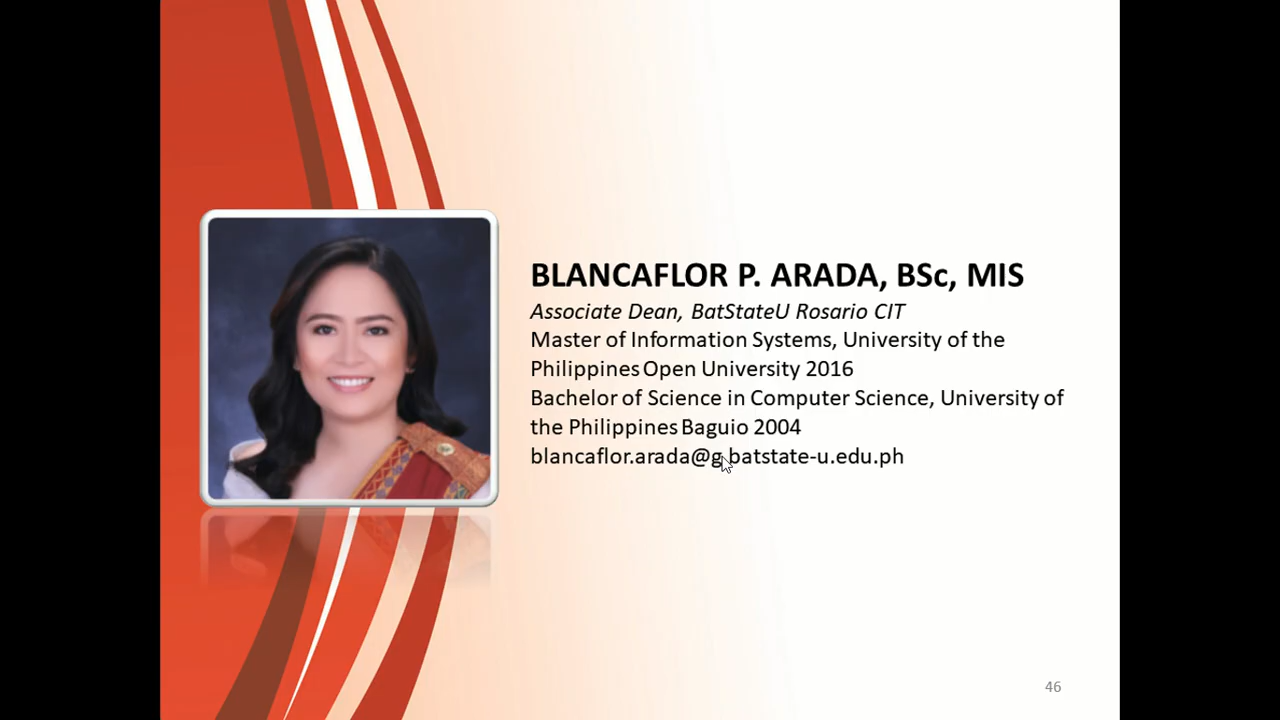 BLANCAFLOR P. ARADA, BSc, MIS
Associate Dean, BatStateU Rosario CIT
Master of Information Systems, University of the
Philippines Open University 2016
Bachelor of Science in Computer Science, University of
the Philippines Baguio 2004
blancaflor.arada@g.batstate-u.edu.ph
46